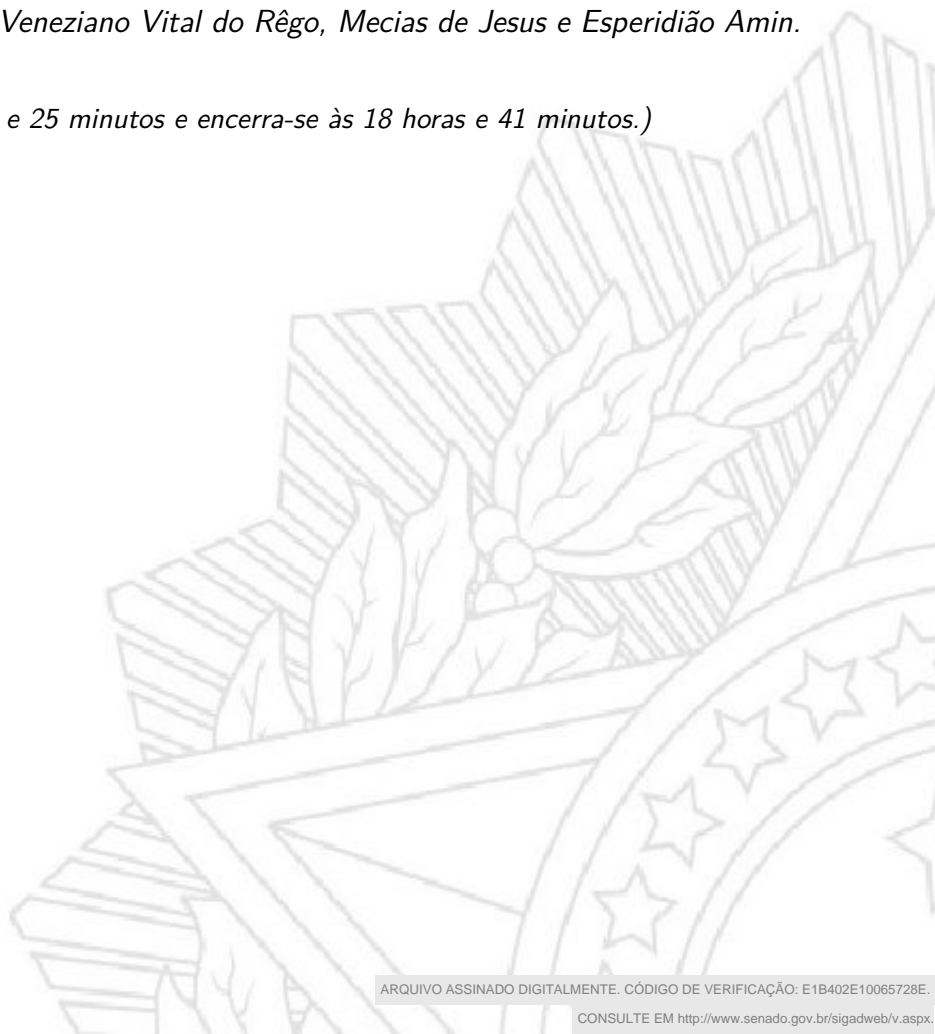 Veneziano Vital do Rêgo, Mecias de Jesus e Esperidião Amin.
e 25 minutos e encerra-se às 18 horas e 41 minutos.)
ARQUIVO ASSINADO DIGITALMENTE. CÓDIGO DE VERIFICAÇÃO: E1B402E10065728E.
CONSULTE EM http://www.senado.gov.br/sigadweb/v.aspx.